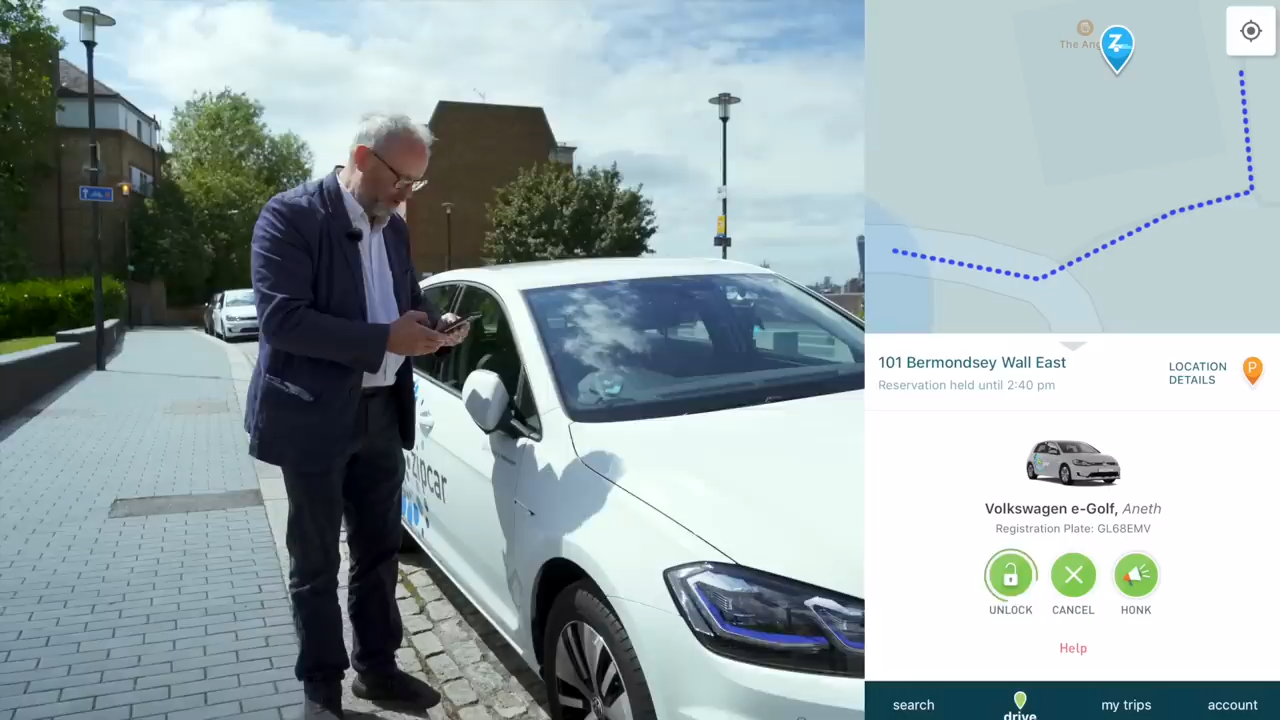 zipcar
The Ang
Z
101 Bermondsey Wall East
Reservation held until 2:40 pm
LOCATION
DETAILS
P
Volkswagen e-Golf, Aneth
Registration Plate: GL68EMV
UNLOCK
CANCEL
HONK
Help
search
drive
my trips
account